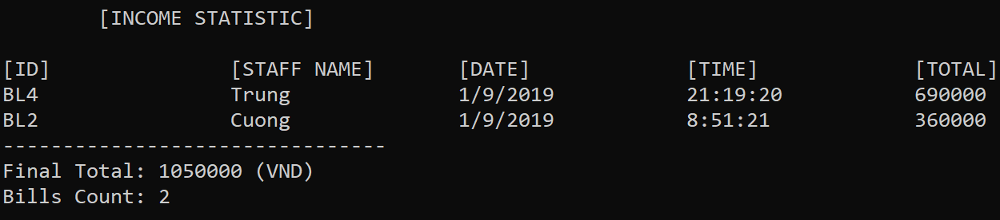 [INCOME STATISTIC]
[ID] [STAFF NAME] [DATE] [TIME] [TOTAL]
BL4 Trung 1/9/2019 21:19:20 690000
BL2 Cuong 1/9/2019 8:51:21 360000
--------------------------------
Final Total: 1050000 (VND)
Bills Count: 2